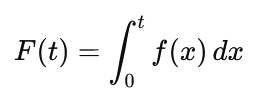 F(t) = ∫₀ᵗ f(x) dx